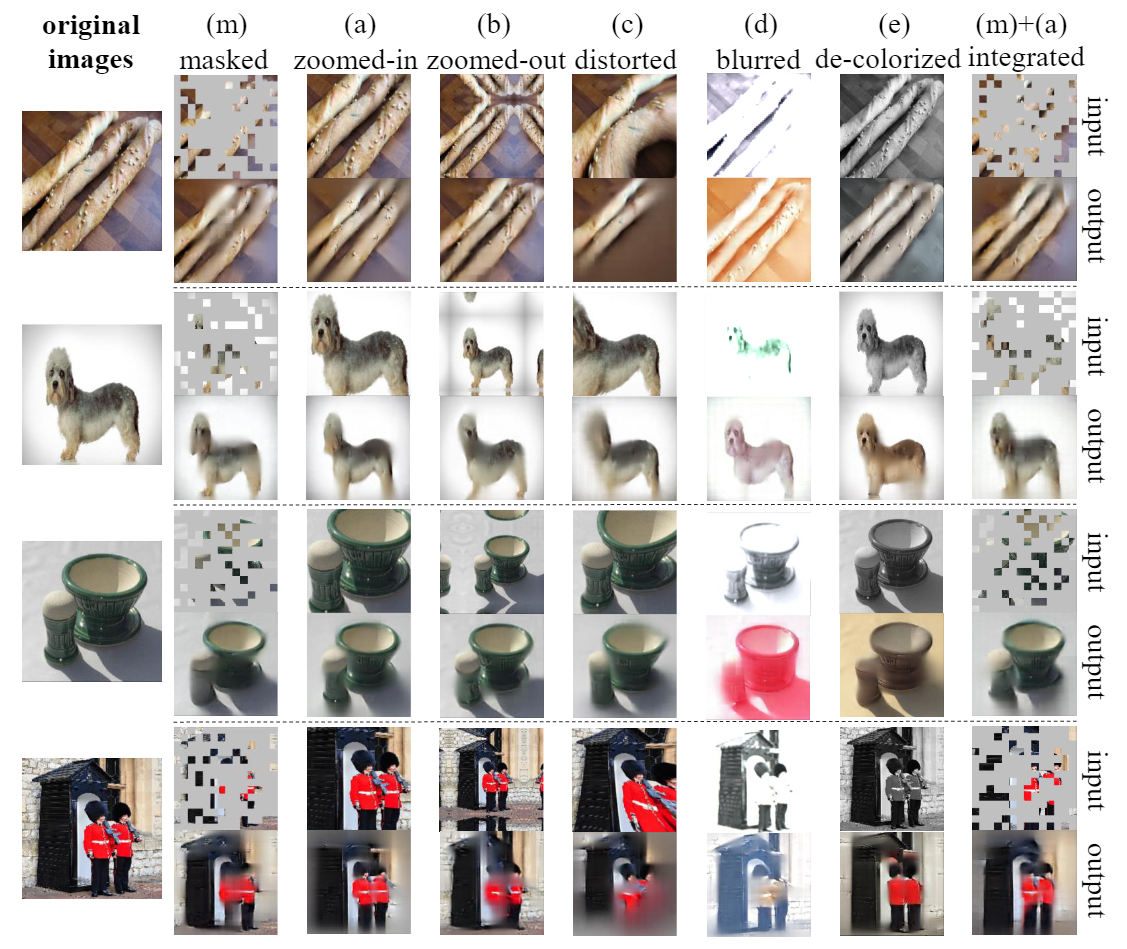 original
images
(m)
masked
(a)
zoomed-in
(b)
zoomed-out
(c)
distorted
(d)
blurred
(e)
de-colorized
(m)+(a)
integrated
input
output
input
output
input
output
input
output